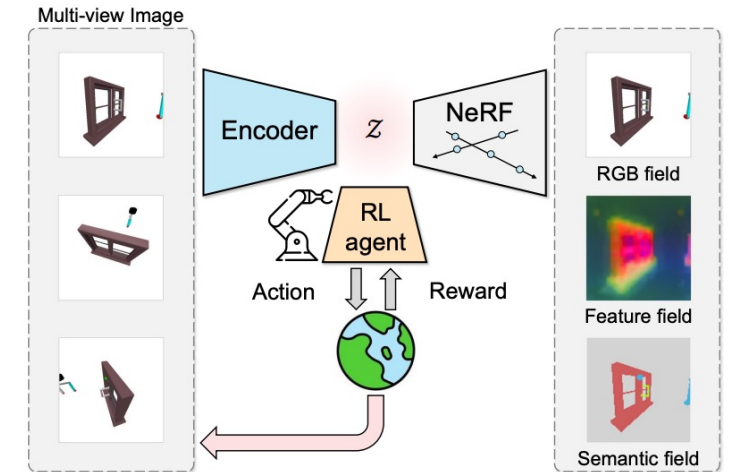 Multi-view Image
Encoder
z
NeRF
RGB field
RL
agent
Action
Reward
Feature field
Semantic field